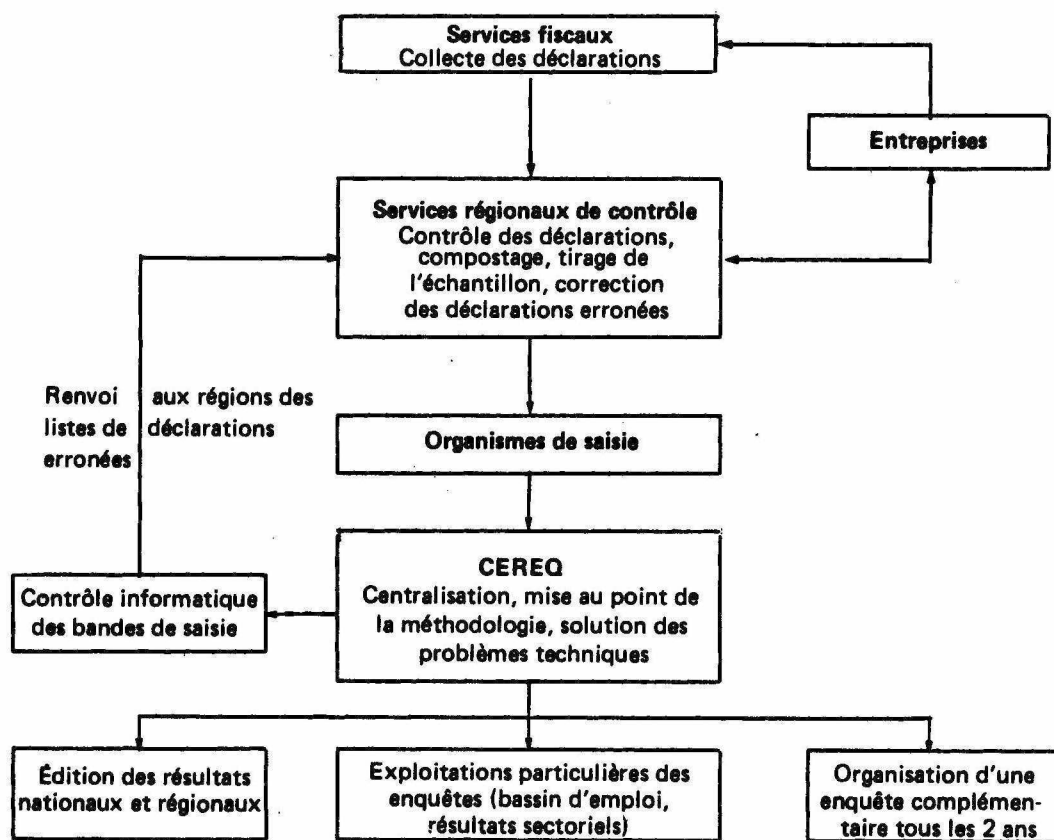 Services fiscaux
Collecte des déclarations
Entreprises
Services régionaux de contrôle
Contrôle des déclarations,
compostage, tirage de
l'échantillon, correction
des déclarations erronées
Renvoi aux régions des
listes de déclarations
erronées
Organismes de saisie
CEREQ
Centralisation, mise au point de
la méthodologie, solution des
problèmes techniques
Contrôle informatique
des bandes de saisie
Édition des résultats
nationaux et régionaux
Exploitations particulières des
enquêtes (bassin d'emploi,
résultats sectoriels)
Organisation d'une
enquête complémen-
taire tous les 2 ans